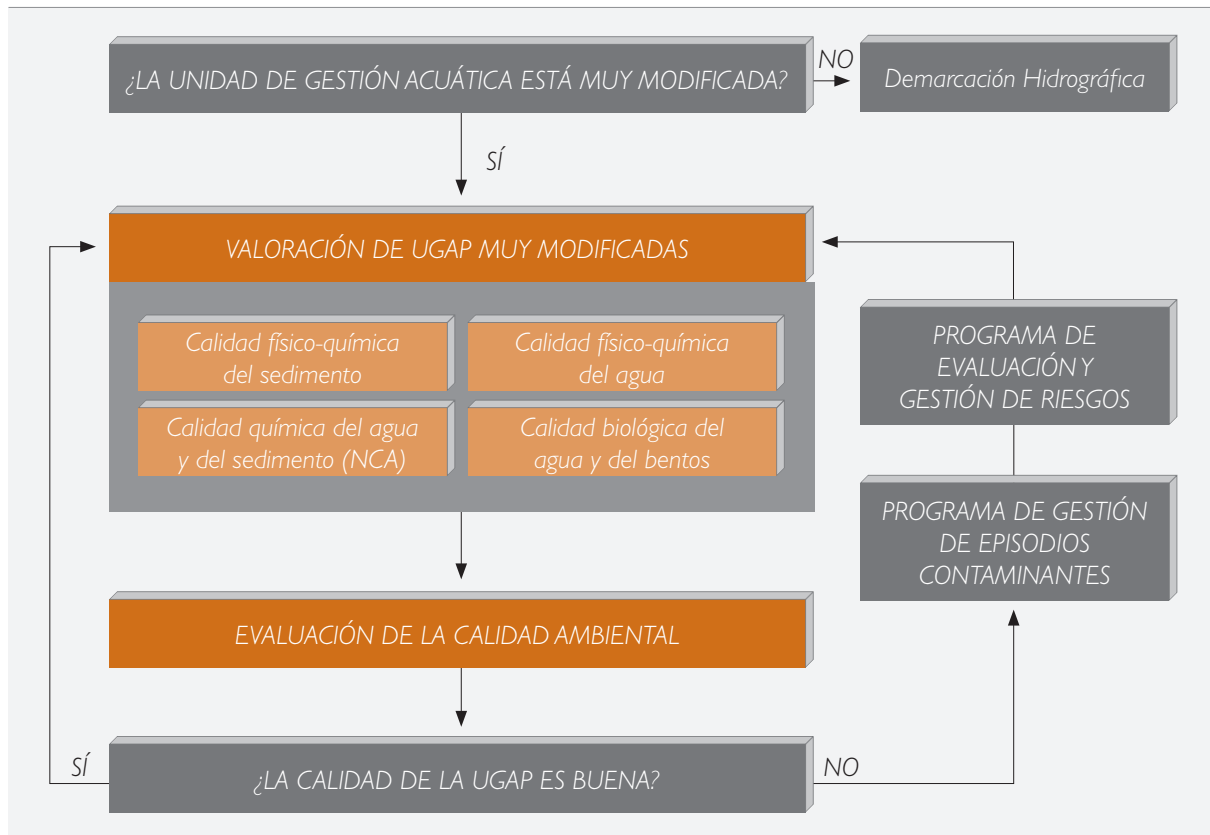 ¿LA UNIDAD DE GESTIÓN ACUÁTICA ESTÁ MUY MODIFICADA?
NO
Demarcación Hidrográfica
SÍ
VALORACIÓN DE UGAP MUY MODIFICADAS
Calidad físico-química
del sedimento
Calidad físico-química
del agua
Calidad química del agua
y del sedimento (NCA)
Calidad biológica del
agua y del bentos
PROGRAMA DE
EVALUACIÓN Y
GESTIÓN DE RIESGOS
PROGRAMA DE GESTIÓN
DE EPISODIOS
CONTAMINANTES
EVALUACIÓN DE LA CALIDAD AMBIENTAL
SÍ
¿LA CALIDAD DE LA UGAP ES BUENA?
NO